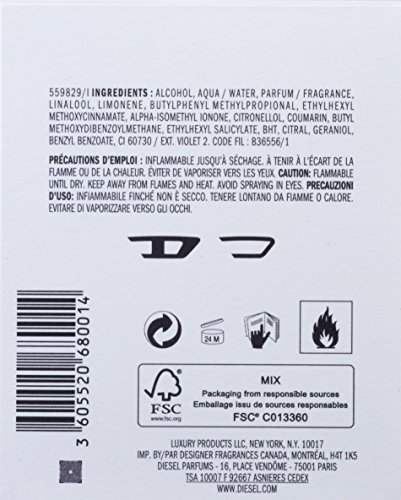 559829/I INGREDIENTS : ALCOHOL, AQUA / WATER, PARFUM / FRAGRANCE,
LINALOOL, LIMONENE, BUTYLPHENYL METHYLPROPIONAL, ETHYLHEXYL
METHOXYCINNAMATE, ALPHA-ISOMETHYL IONONE, CITRONELLOL, COUMARIN, BUTYL
METHOXYDIBENZOYLMETHANE, ETHYLHEXYL SALICYLATE, BHT, CITRAL, GERANIOL,
BENZYL BENZOATE, CI 60730 / EXT. VIOLET 2. CODE FIL : B36556/1
PRÉCAUTIONS D'EMPLOI : INFLAMMABLE JUSQU'À SÉCHAGE. À TENIR À L'ÉCART DE LA
FLAMME OU DE LA CHALEUR. ÉVITER DE VAPORISER VERS LES YEUX. CAUTION: FLAMMABLE
UNTIL DRY. KEEP AWAY FROM FLAMES AND HEAT. AVOID SPRAYING IN EYES. PRECAUZIONI
D'USO: INFIAMMABILE FINCHÉ NON È SECCO. TENERE LONTANO DA FIAMME O CALORE.
EVITARE DI VAPORIZZARE VERSO GLI OCCHI.
24 M
3 605520 680014
FSC
www.fsc.org
MIX
Packaging from responsible sources
Emballage issu de sources responsables
FSC® C013360
LUXURY PRODUCTS LLC, NEW YORK, N.Y. 10017
IMP. BY/PAR DESIGNER FRAGRANCES CANADA, MONTRÉAL, H4T 1K5
DIESEL PARFUMS - 16, PLACE VENDÔME - 75001 PARIS
TSA 10007 F 92667 ASNIERES CEDEX
WWW.DIESEL.COM